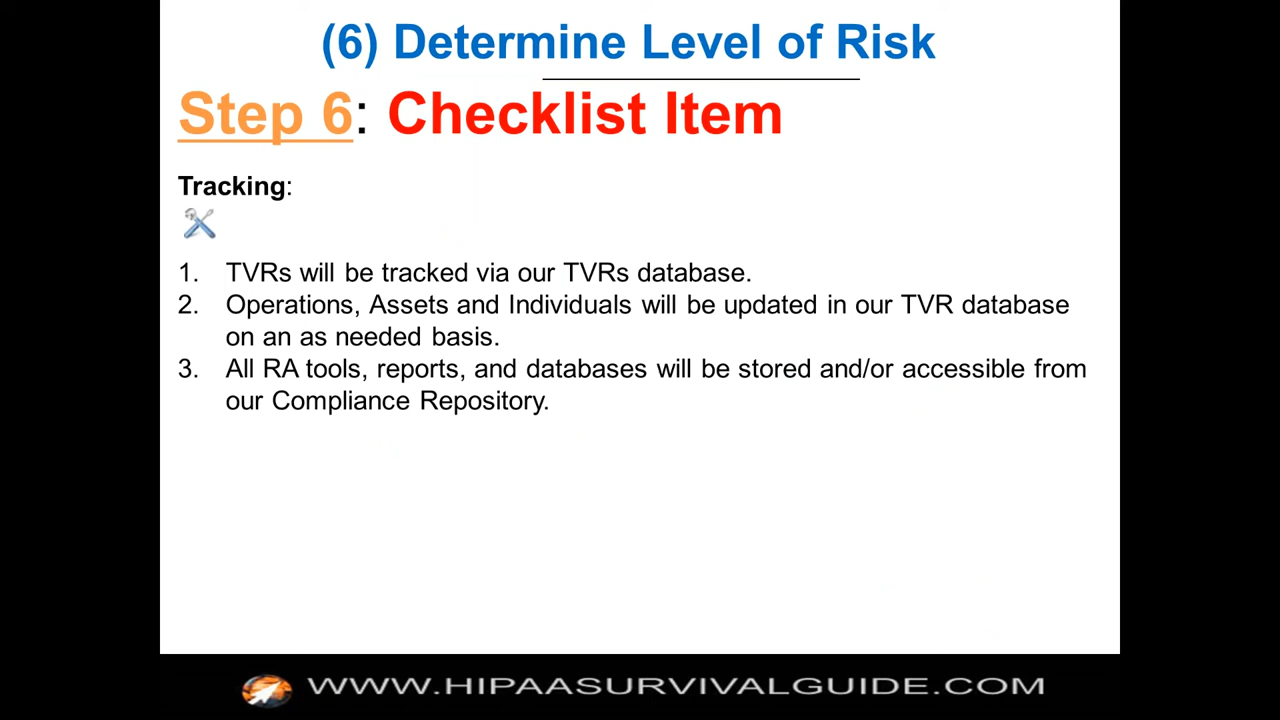 (6) Determine Level of Risk
Step 6: Checklist Item
Tracking:
1. TVRs will be tracked via our TVRs database.
2. Operations, Assets and Individuals will be updated in our TVR database
on an as needed basis.
3. All RA tools, reports, and databases will be stored and/or accessible from
our Compliance Repository.
WWW.HIPAASURVIVALGUIDE.COM